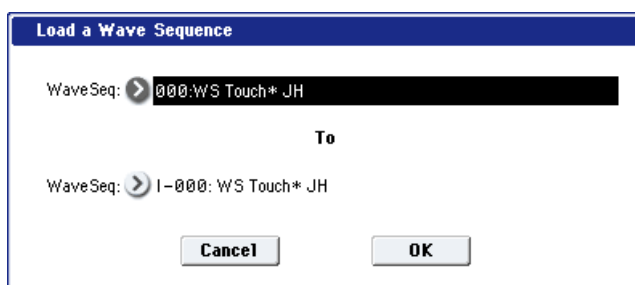 Load a Wave Sequence
WaveSeq: 000:WS Touch* JH
To
WaveSeq: I-000: WS Touch* JH
Cancel OK